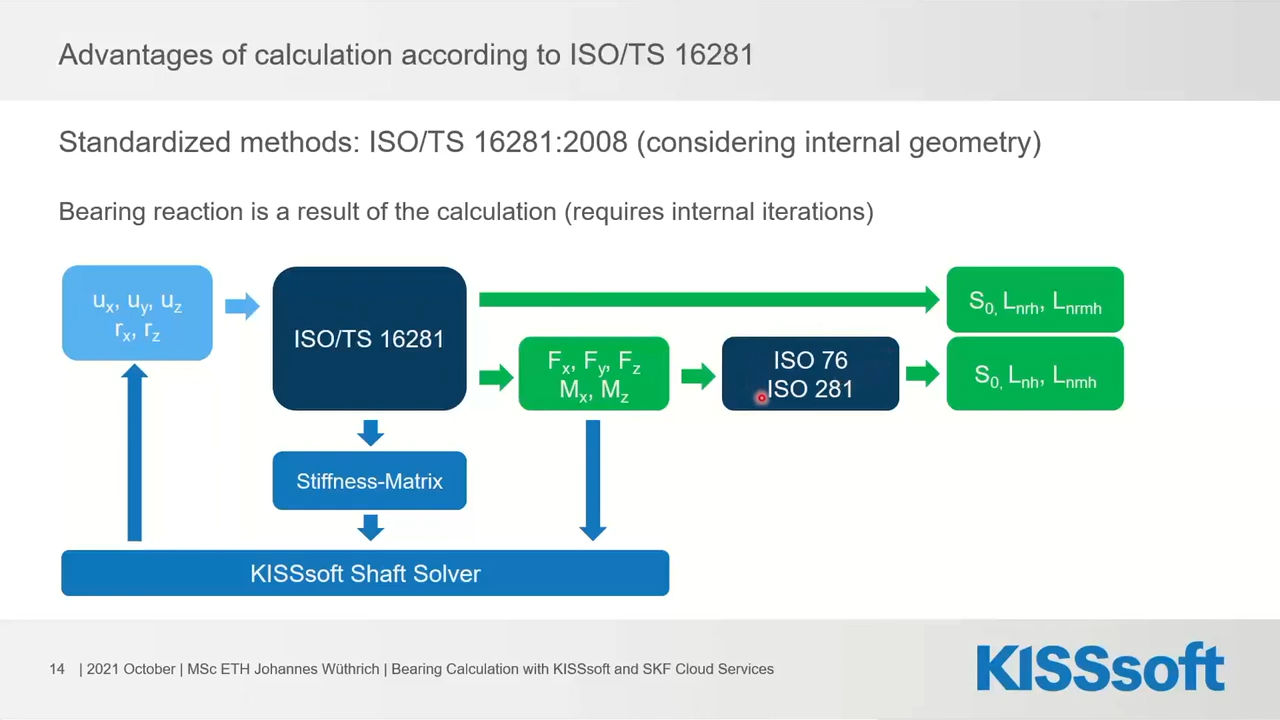 Advantages of calculation according to ISO/TS 16281
Standardized methods: ISO/TS 16281:2008 (considering internal geometry)
Bearing reaction is a result of the calculation (requires internal iterations)
ux, uy, uz
rx, rz
ISO/TS 16281
S0, Lnrh, Lnrmh
Fx, Fy, Fz
Mx, Mz
ISO 76
ISO 281
S0, Lnh, Lnmh
Stiffness-Matrix
KISSsoft Shaft Solver
14 | 2021 October | MSc ETH Johannes Wüthrich | Bearing Calculation with KISSsoft and SKF Cloud Services
KISSsoft